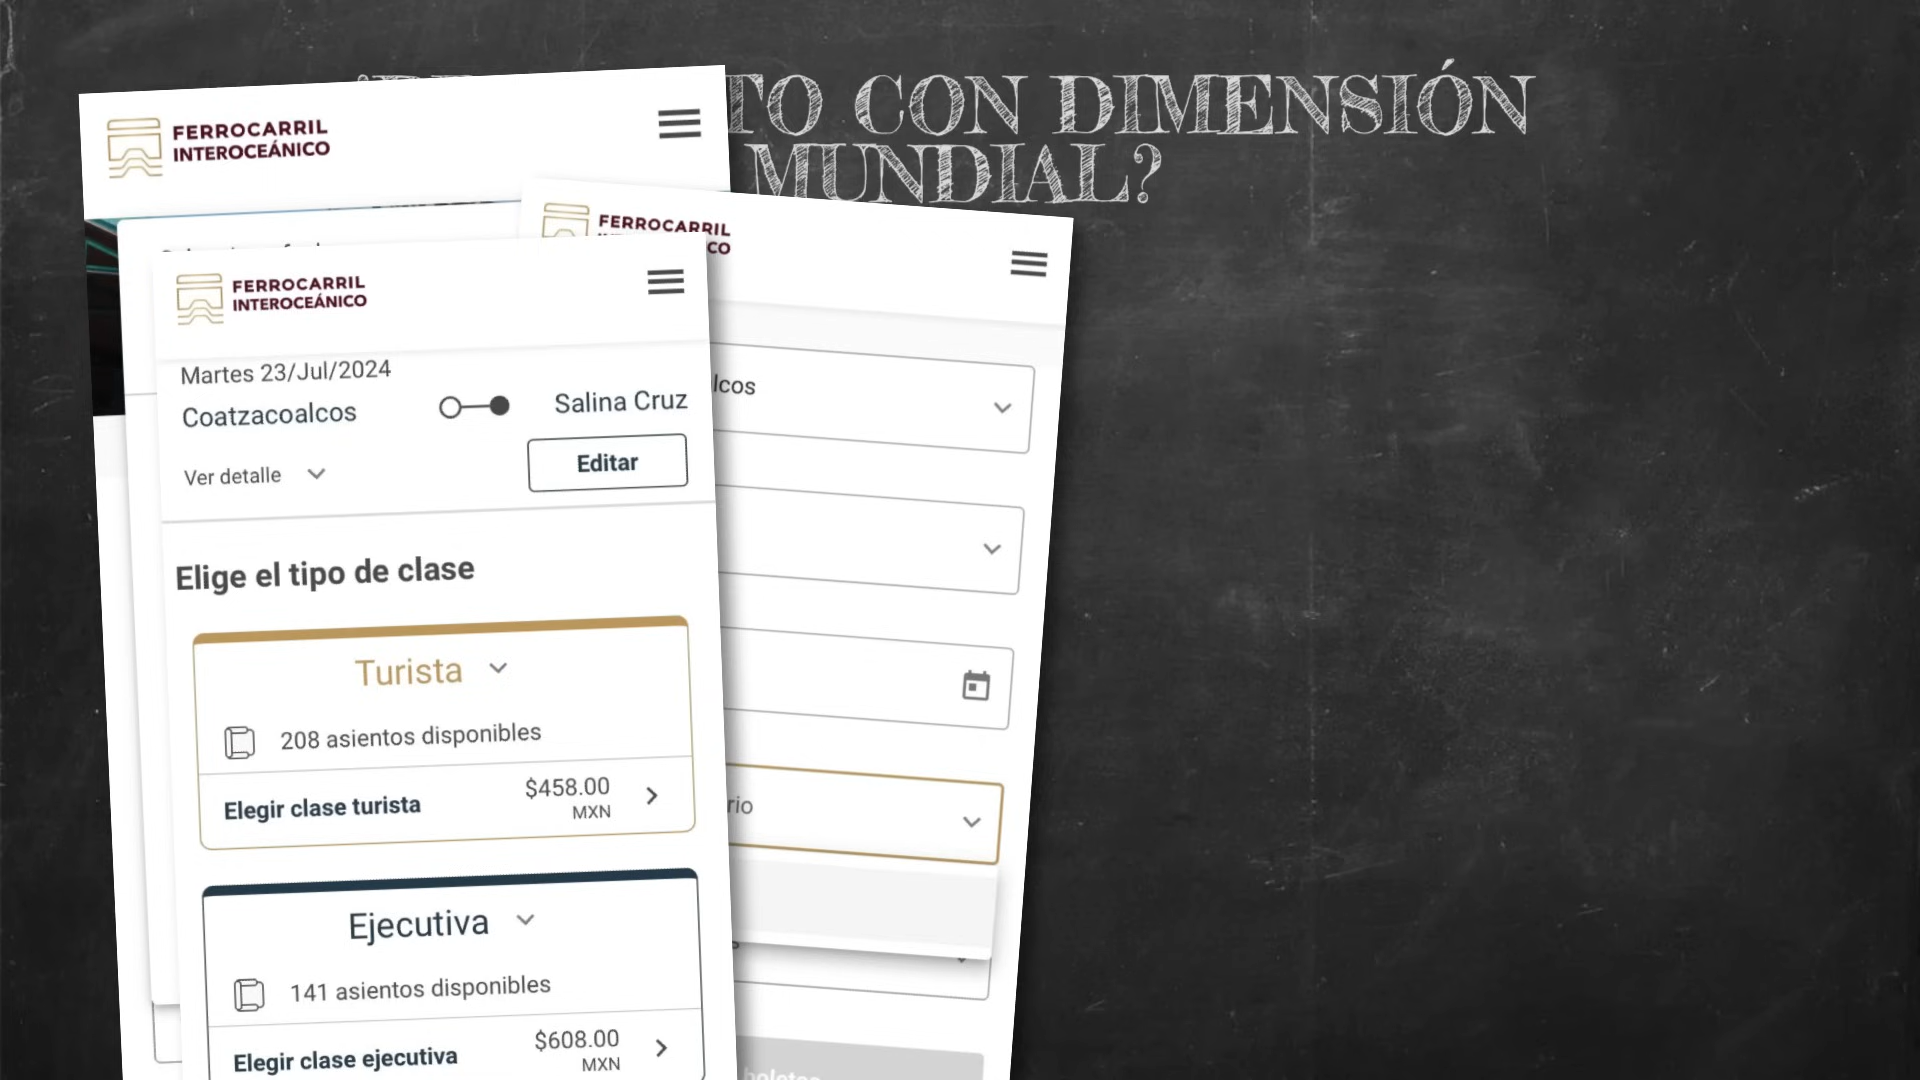 CON DIMENSIÓN
MUNDIAL?
FERROCARRIL
INTEROCEÁNICO
FERROCARRIL
FERROCARRIL
INTEROCEÁNICO
Martes 23/Jul/2024
Coatzacoalcos
Salina Cruz
Ver detalle
Editar
Elige el tipo de clase
Turista
208 asientos disponibles
Elegir clase turista
$458.00
MXN
Ejecutiva
141 asientos disponibles
Elegir clase ejecutiva
$608.00
MXN